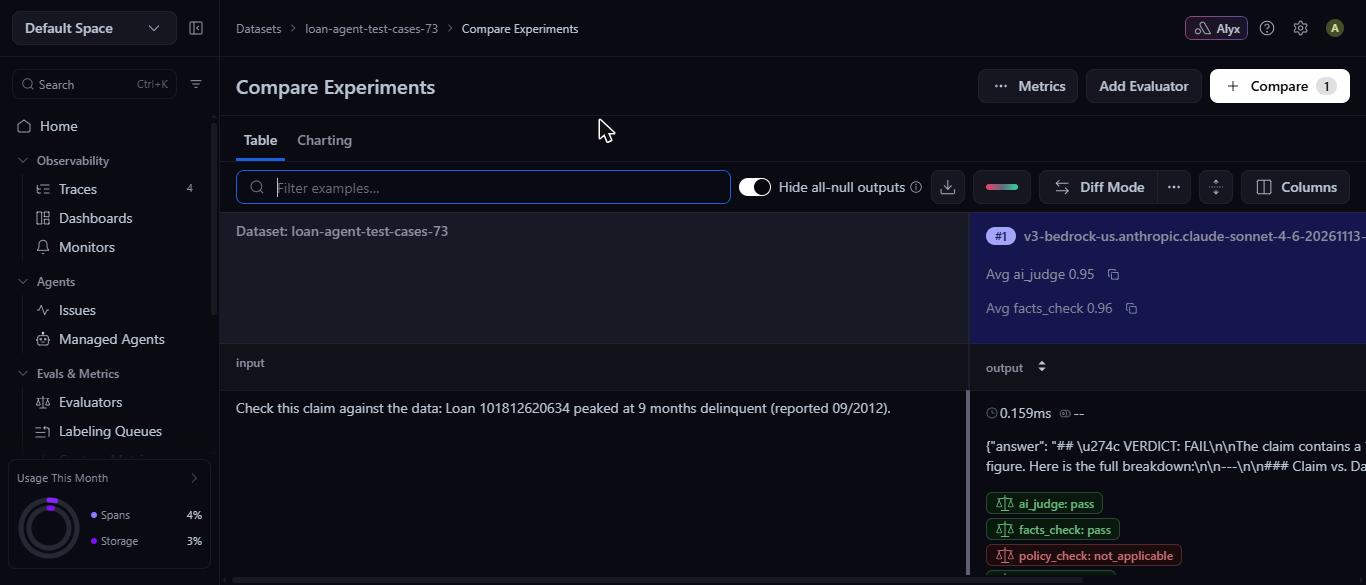 Default Space
Datasets > loan-agent-test-cases-73 > Compare Experiments
Alyx
A
Search Ctrl+K
Compare Experiments
Metrics
Add Evaluator
+ Compare 1
Home
Observability
Traces 4
Dashboards
Monitors
Agents
Issues
Managed Agents
Evals & Metrics
Evaluators
Labeling Queues
Usage This Month
Spans 4%
Storage 3%
Table
Charting
Filter examples...
Hide all-null outputs
Diff Mode
Columns
Dataset: loan-agent-test-cases-73
#1 v3-bedrock-us.anthropic.claude-sonnet-4-6-20261113-
Avg ai_judge 0.95
Avg facts_check 0.96
input
output
Check this claim against the data: Loan 101812620634 peaked at 9 months delinquent (reported 09/2012).
0.159ms --
{"answer": "## \u274c VERDICT: FAIL\n\nThe claim contains a
figure. Here is the full breakdown:\n\n---\n\n### Claim vs. Da
ai_judge: pass
facts_check: pass
policy_check: not_applicable